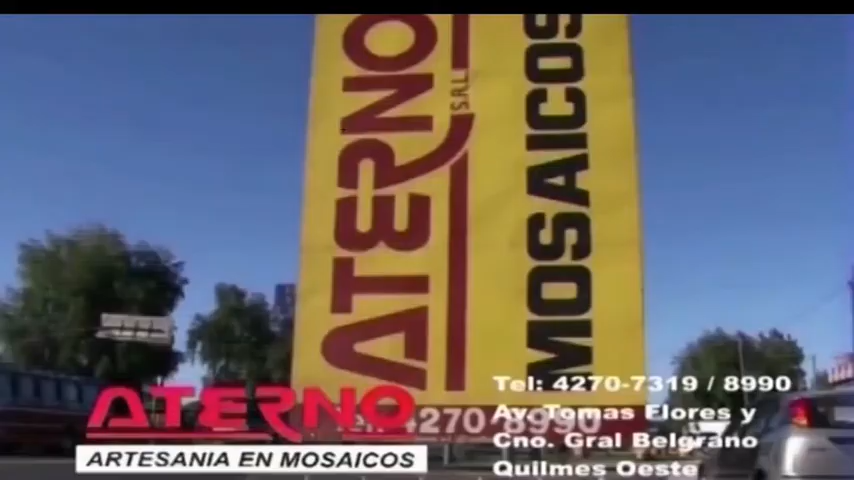 ATERNO
S.R.L.
MOSAICOS
4270-8990
ATERNO
ARTESANIA EN MOSAICOS
Tel: 4270-7319 / 8990
Av. Tomas Flores y
Cno. Gral Belgrano
Quilmes Oeste